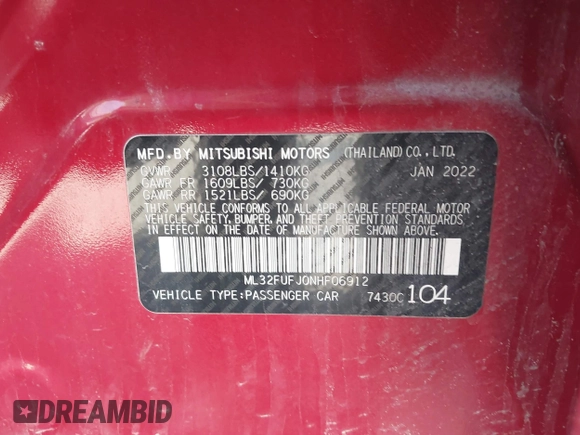 MFD.BY MITSUBISHI MOTORS (THAILAND)CO.,LTD.
GVWR 3108LBS/1410KG JAN 2022
GAWR FR 1609LBS/ 730KG
GAWR RR 1521LBS/ 690KG
THIS VEHICLE CONFORMS TO ALL APPLICABLE FEDERAL MOTOR
VEHICLE SAFETY, BUMPER, AND THEFT PREVENTION STANDARDS
IN EFFECT ON THE DATE OF MANUFACTURE SHOWN ABOVE.
ML32FUFJ0NHF06912
VEHICLE TYPE:PASSENGER CAR 7430C 104
DREAMBID